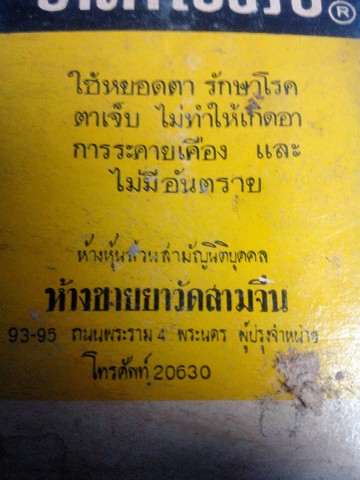 ใช้หยอดตา รักษาโรค
ตาเจ็บ ไม่ทำให้เกิดอา
การระคายเคือง และ
ไม่มีอันตราย
ห้างหุ้นส่วนสามัญนิติบุคคล
ห้างขายยาวัดสามจีน
93-95 ถนนพระราม 4 พระนคร ผู้ปรุงจำหน่าย
โทรศัพท์ 20630